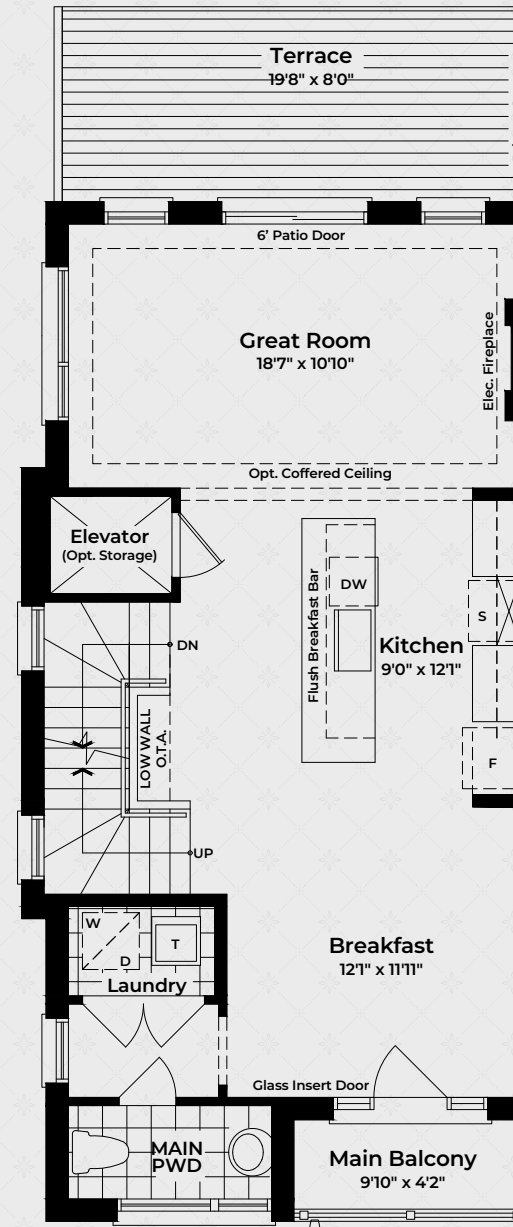 Terrace
19'8" x 8'0"
6' Patio Door
Great Room
18'7" x 10'10"
Elec. Fireplace
Opt. Coffered Ceiling
Elevator
(Opt. Storage)
DW
Flush Breakfast Bar
S
Kitchen
9'0" x 12'1"
DN
LOW WALL
O.T.A.
F
UP
W
D
T
Laundry
Breakfast
12'1" x 11'11"
Glass Insert Door
MAIN
PWD
Main Balcony
9'10" x 4'2"